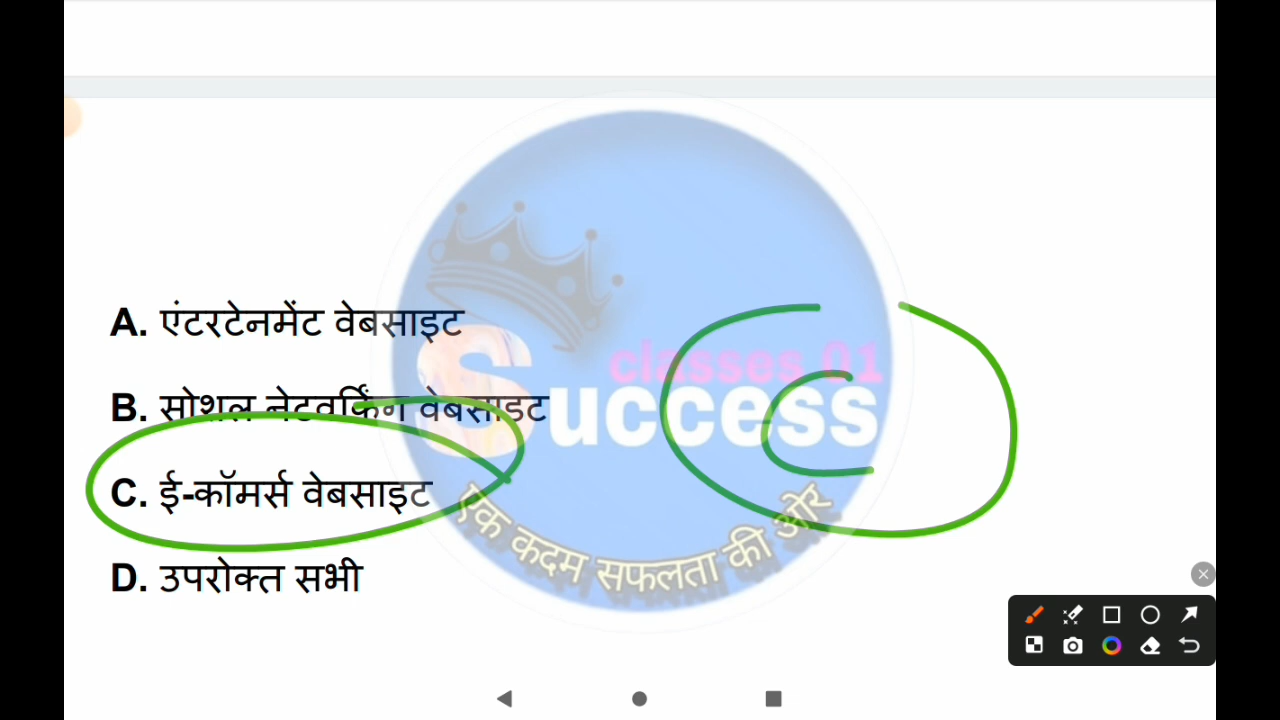 A. एंटरटेनमेंट वेबसाइट
classes 01
B. सोशल नेटवर्किंग वेबसाइट
Success
C. ई-कॉमर्स वेबसाइट
एक कदम सफलता की ओर
D. उपरोक्त सभी
C